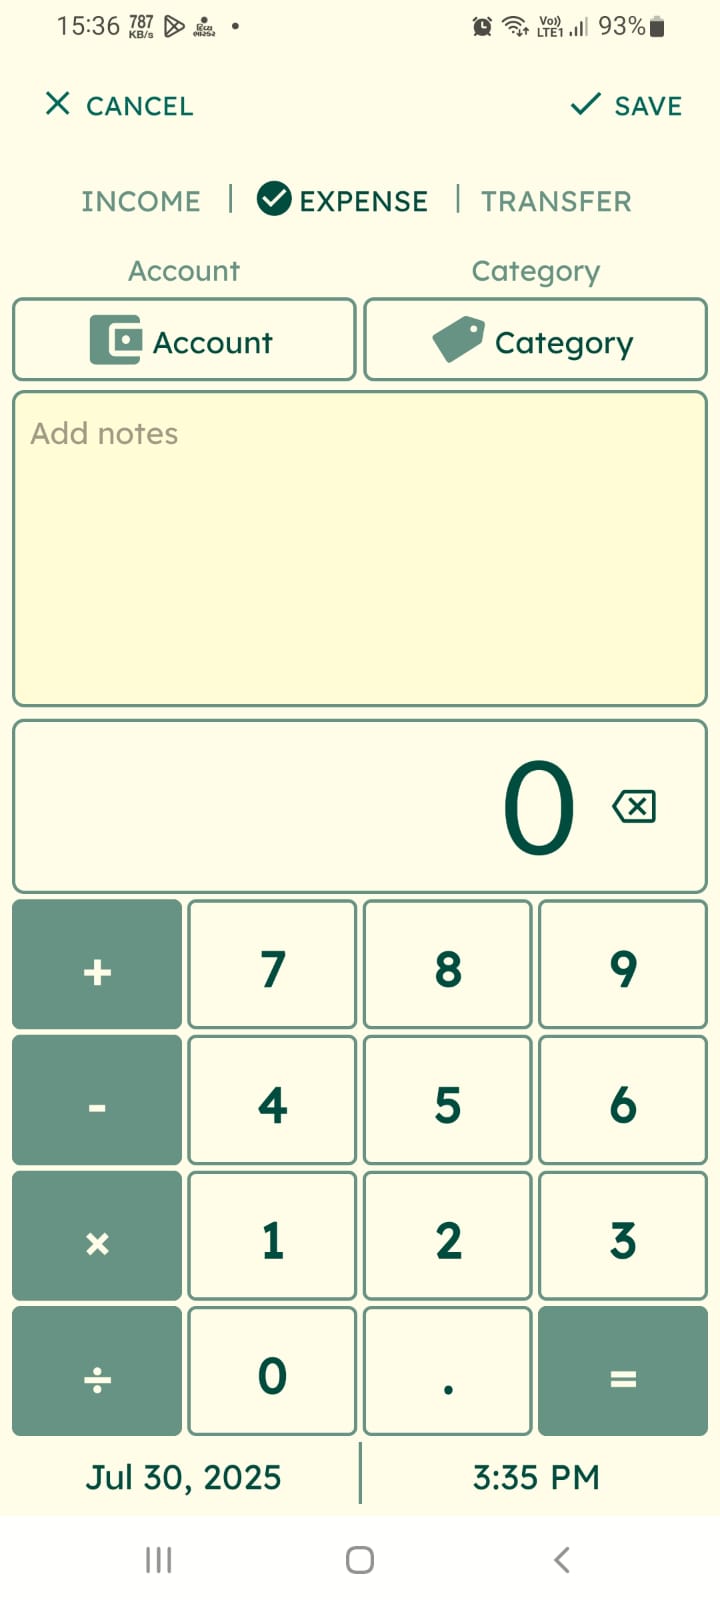 15:36 787 KB/s Vo)) LTE1 93%
CANCEL SAVE
INCOME | EXPENSE | TRANSFER
Account Category
Account Category
Add notes
0
+ 7 8 9
- 4 5 6
× 1 2 3
÷ 0 . =
Jul 30, 2025 3:35 PM